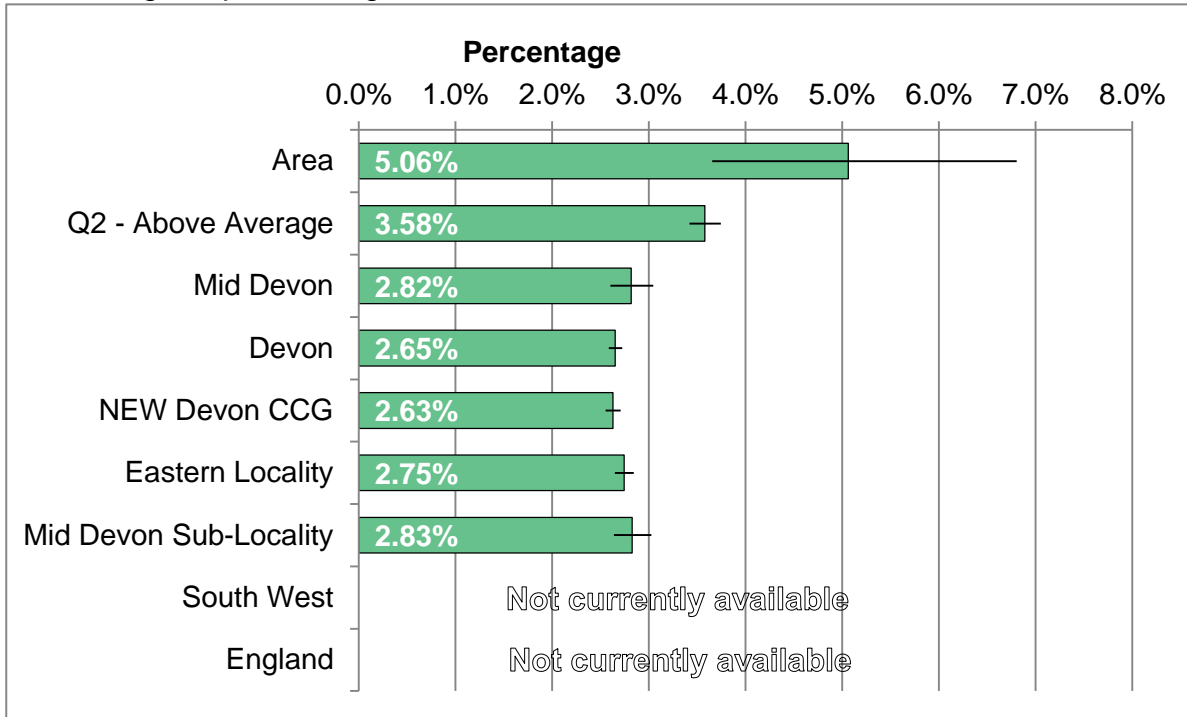 Percentage
0.0% 1.0% 2.0% 3.0% 4.0% 5.0% 6.0% 7.0% 8.0%
Area 5.06%
Q2 - Above Average 3.58%
Mid Devon 2.82%
Devon 2.65%
NEW Devon CCG 2.63%
Eastern Locality 2.75%
Mid Devon Sub-Locality 2.83%
South West Not currently available
England Not currently available